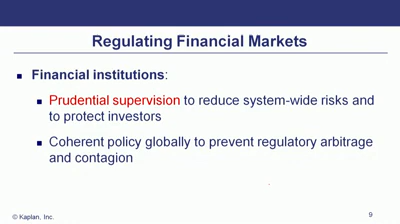 Regulating Financial Markets
Financial institutions:
Prudential supervision to reduce system-wide risks and
to protect investors
Coherent policy globally to prevent regulatory arbitrage
and contagion
© Kaplan, Inc.
9